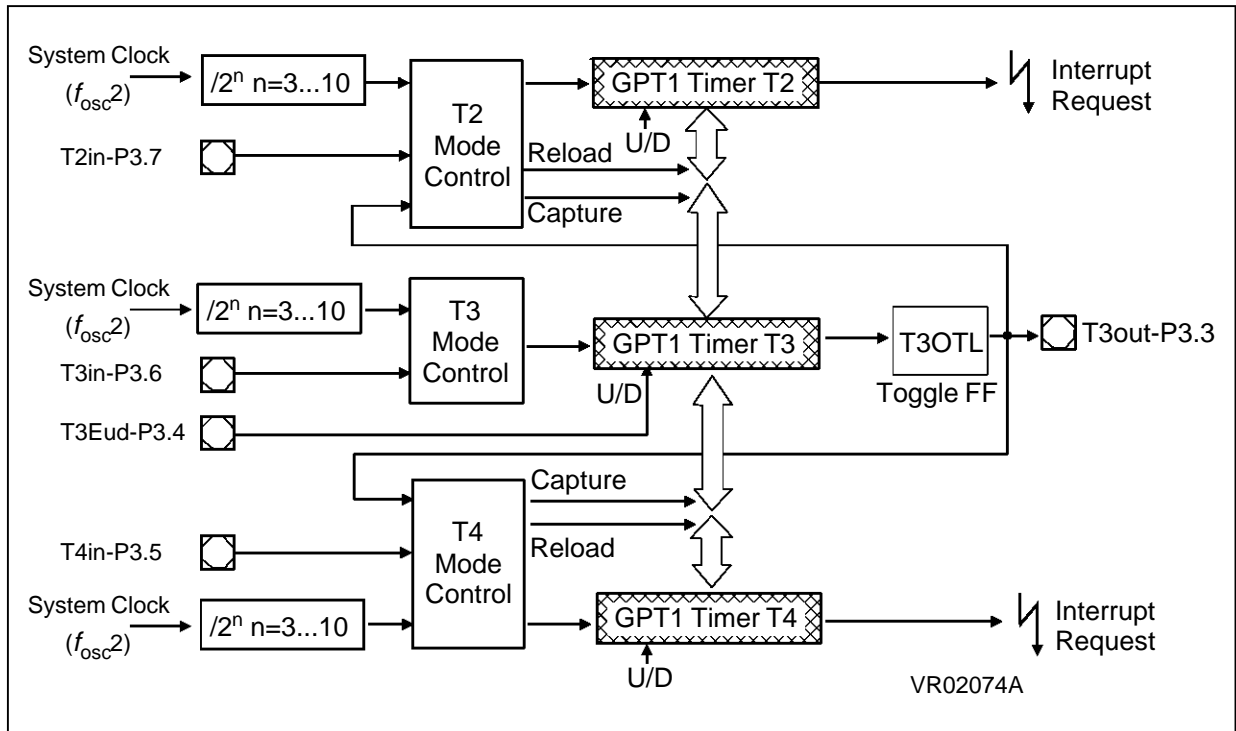 System Clock
(fosc2)
/2ⁿ n=3...10
T2in-P3.7
T2
Mode
Control
GPT1 Timer T2
U/D
Reload
Capture
Interrupt
Request
System Clock
(fosc2)
/2ⁿ n=3...10
T3in-P3.6
T3Eud-P3.4
T3
Mode
Control
GPT1 Timer T3
U/D
T3OTL
Toggle FF
T3out-P3.3
T4in-P3.5
System Clock
(fosc2)
/2ⁿ n=3...10
T4
Mode
Control
Capture
Reload
GPT1 Timer T4
U/D
Interrupt
Request
VR02074A